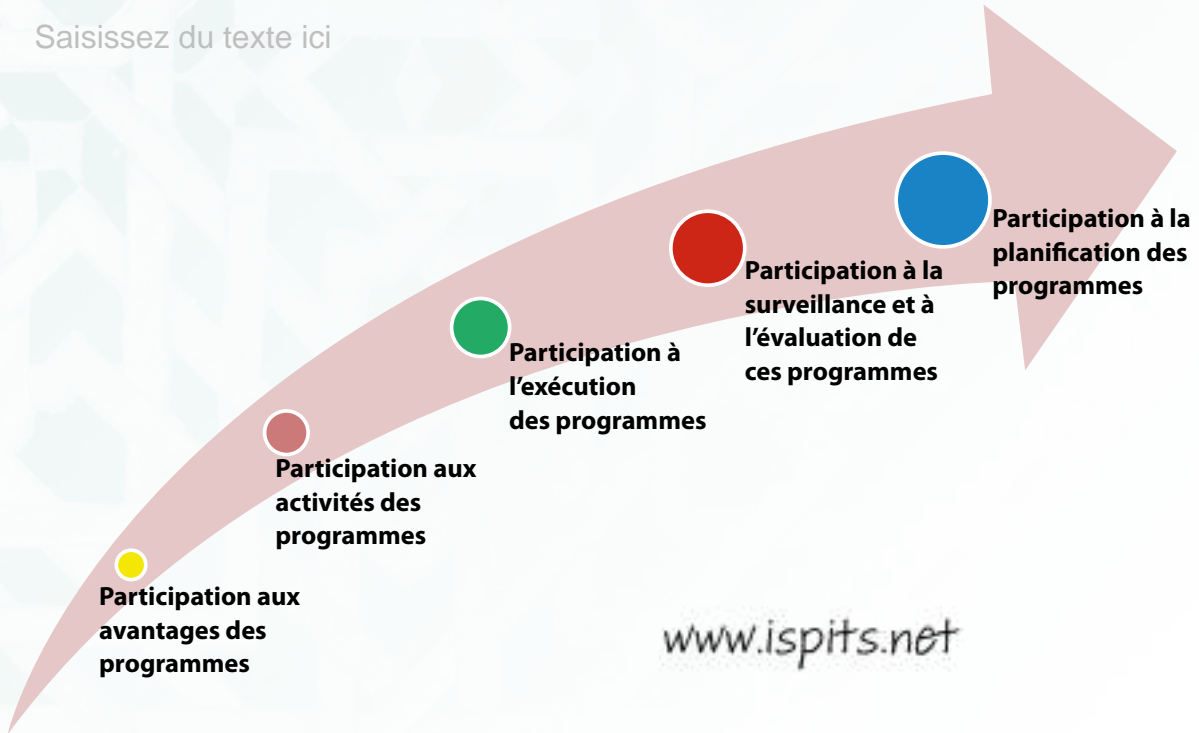 Saisissez du texte ici
Participation à la
planification des
programmes
Participation à la
surveillance et à
l’évaluation de
ces programmes
Participation à
l’exécution
des programmes
Participation aux
activités des
programmes
Participation aux
avantages des
programmes
www.ispits.net